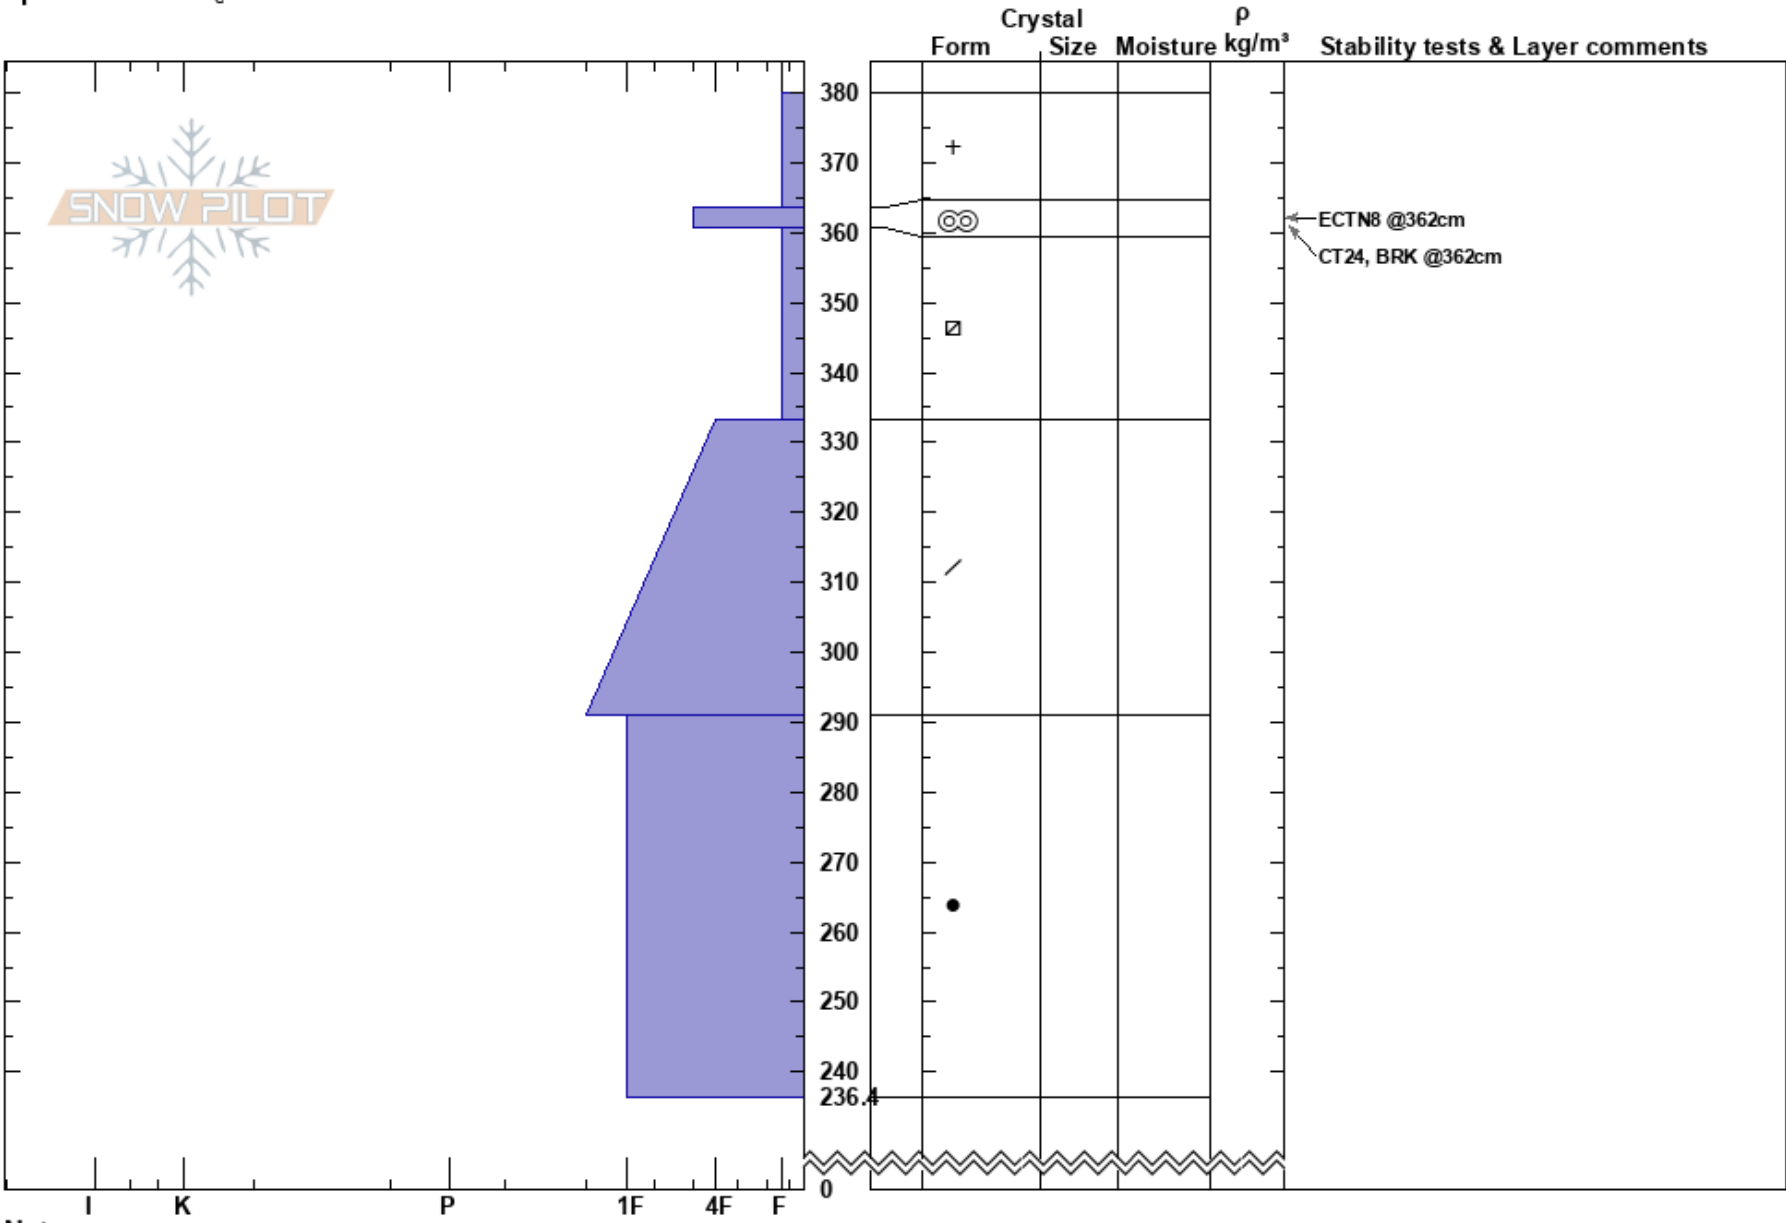 Crystal
ρ
Form Size Moisture kg/m³ Stability tests & Layer comments
380
SNOW PILOT
370
360
ECTN8 @362cm
CT24, BRK @362cm
350
340
330
320
310
300
290
280
270
260
250
240
236.4
0
I K P 1F 4F F